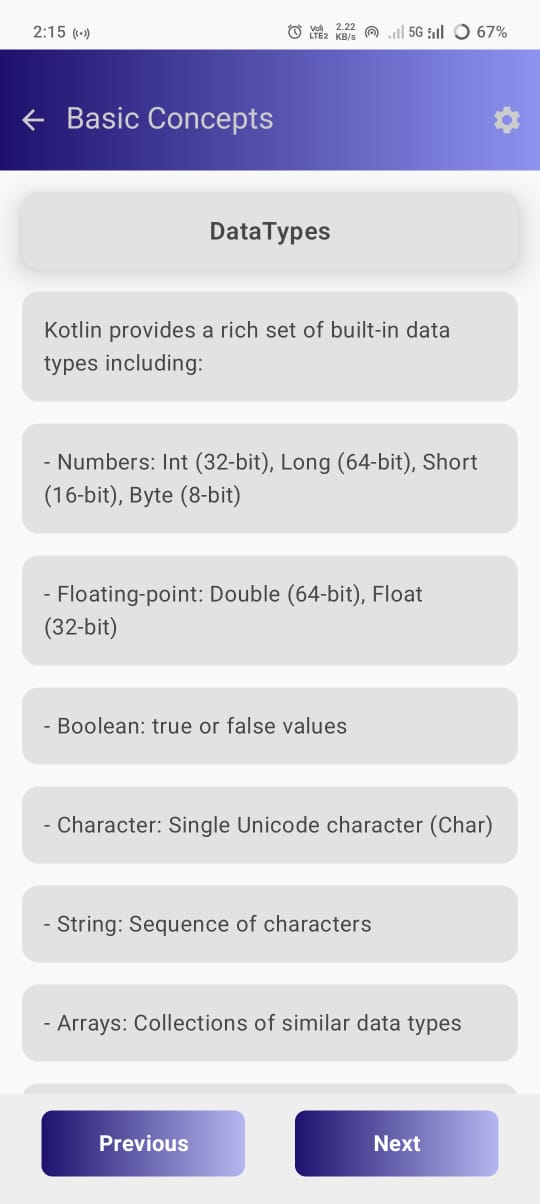 2:15
Vo))
LTE2
2.22
KB/s
5G
67%
Basic Concepts
DataTypes
Kotlin provides a rich set of built-in data
types including:
- Numbers: Int (32-bit), Long (64-bit), Short
(16-bit), Byte (8-bit)
- Floating-point: Double (64-bit), Float
(32-bit)
- Boolean: true or false values
- Character: Single Unicode character (Char)
- String: Sequence of characters
- Arrays: Collections of similar data types
Previous
Next